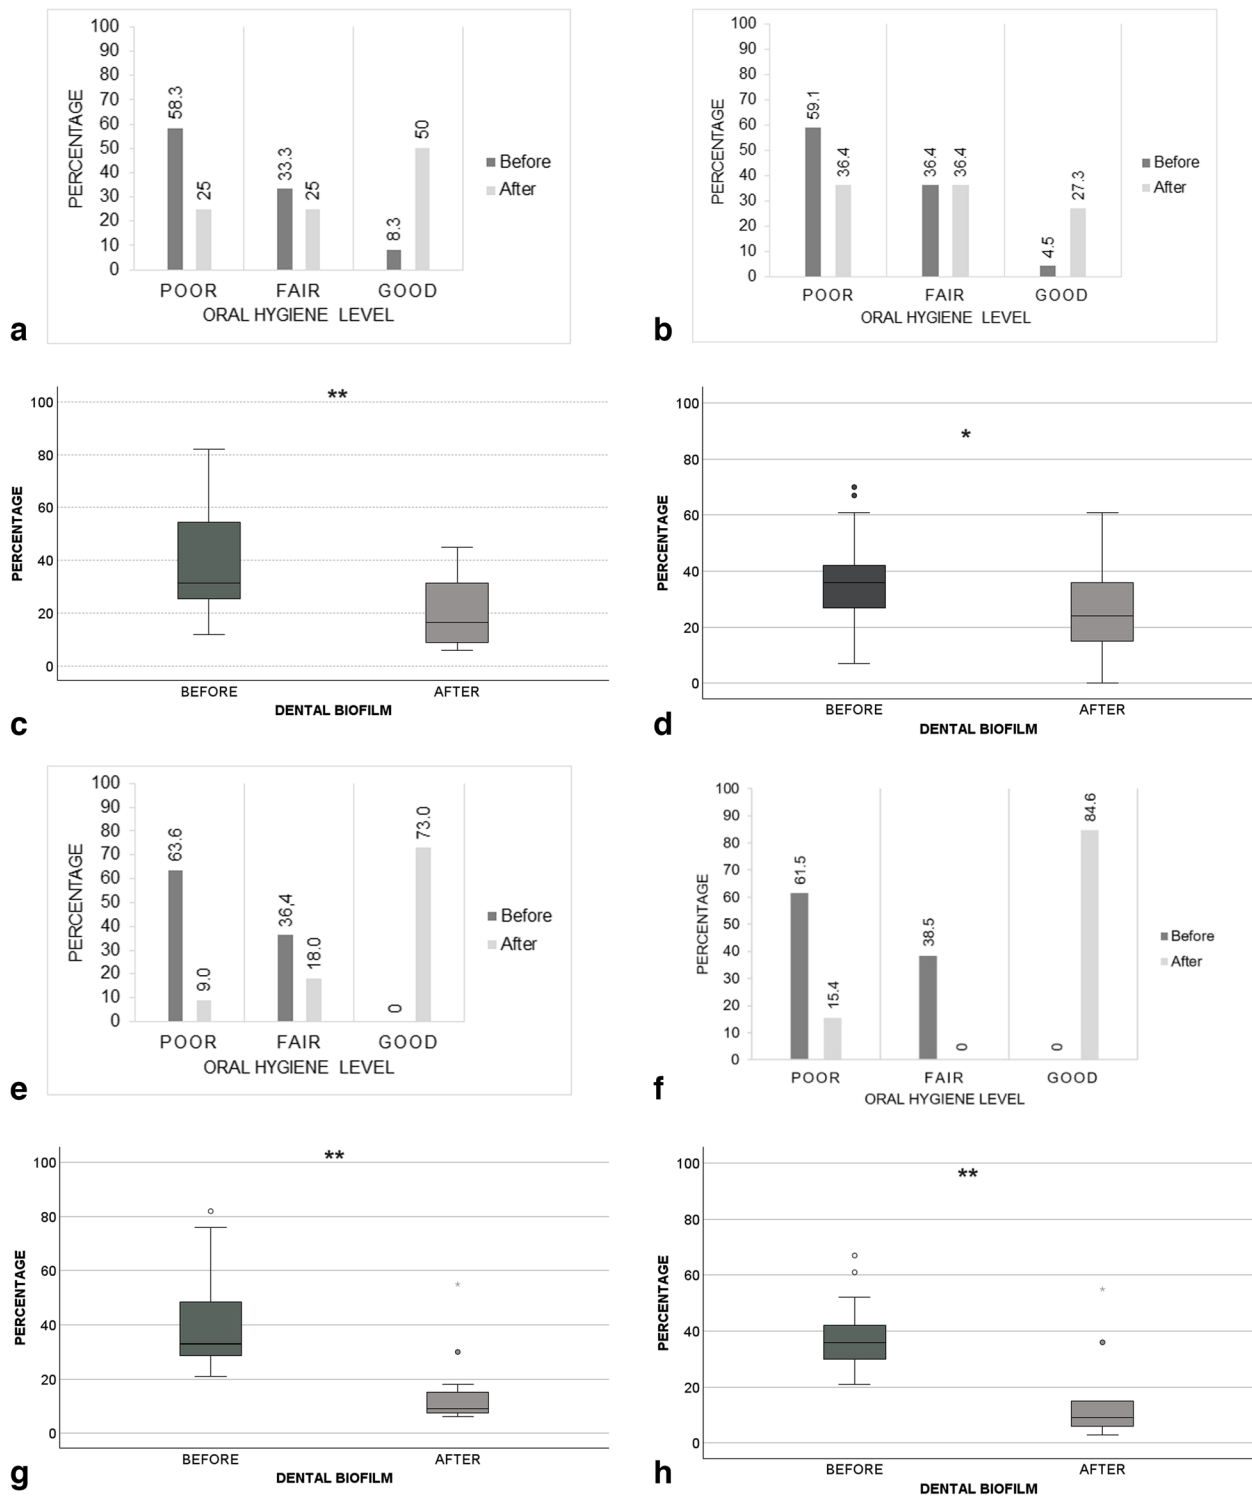 100
90
80
70
60
50
40
30
20
10
0
PERCENTAGE
58.3
25
33.3
25
8.3
50
POOR FAIR GOOD
ORAL HYGIENE LEVEL
Before
After
a
100
90
80
70
60
50
40
30
20
10
0
PERCENTAGE
59.1
36.4
36.4
36.4
4.5
27.3
POOR FAIR GOOD
ORAL HYGIENE LEVEL
Before
After
b
**
100
80
60
40
20
0
PERCENTAGE
BEFORE AFTER
DENTAL BIOFILM
c
*
100
80
60
40
20
0
PERCENTAGE
BEFORE AFTER
DENTAL BIOFILM
d
100
90
80
70
60
50
40
30
20
10
0
PERCENTAGE
63.6
9.0
36,4
18.0
0
73.0
POOR FAIR GOOD
ORAL HYGIENE LEVEL
Before
After
e
100
90
80
70
60
50
40
30
20
10
0
PERCENTAGE
61.5
15.4
38.5
0
0
84.6
POOR FAIR GOOD
ORAL HYGIENE LEVEL
Before
After
f
**
100
80
60
40
20
0
PERCENTAGE
BEFORE AFTER
DENTAL BIOFILM
g
**
100
80
60
40
20
0
PERCENTAGE
BEFORE AFTER
DENTAL BIOFILM
h